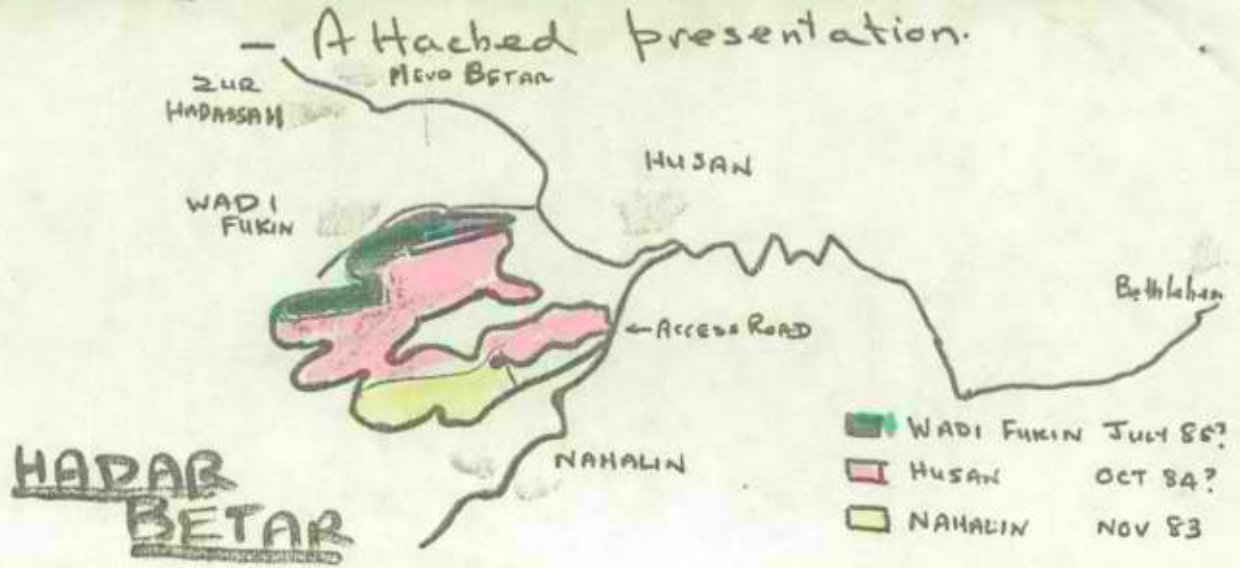 - Attached presentation.
MEVO BETAR
ZUR
HADASSAH
HUSAN
WADI
FUKIN
Bethlehem
←ACCESS ROAD
WADI FUKIN JULY 85?
HUSAN OCT 84?
NAHALIN NOV 83
NAHALIN
HADAR
BETAR